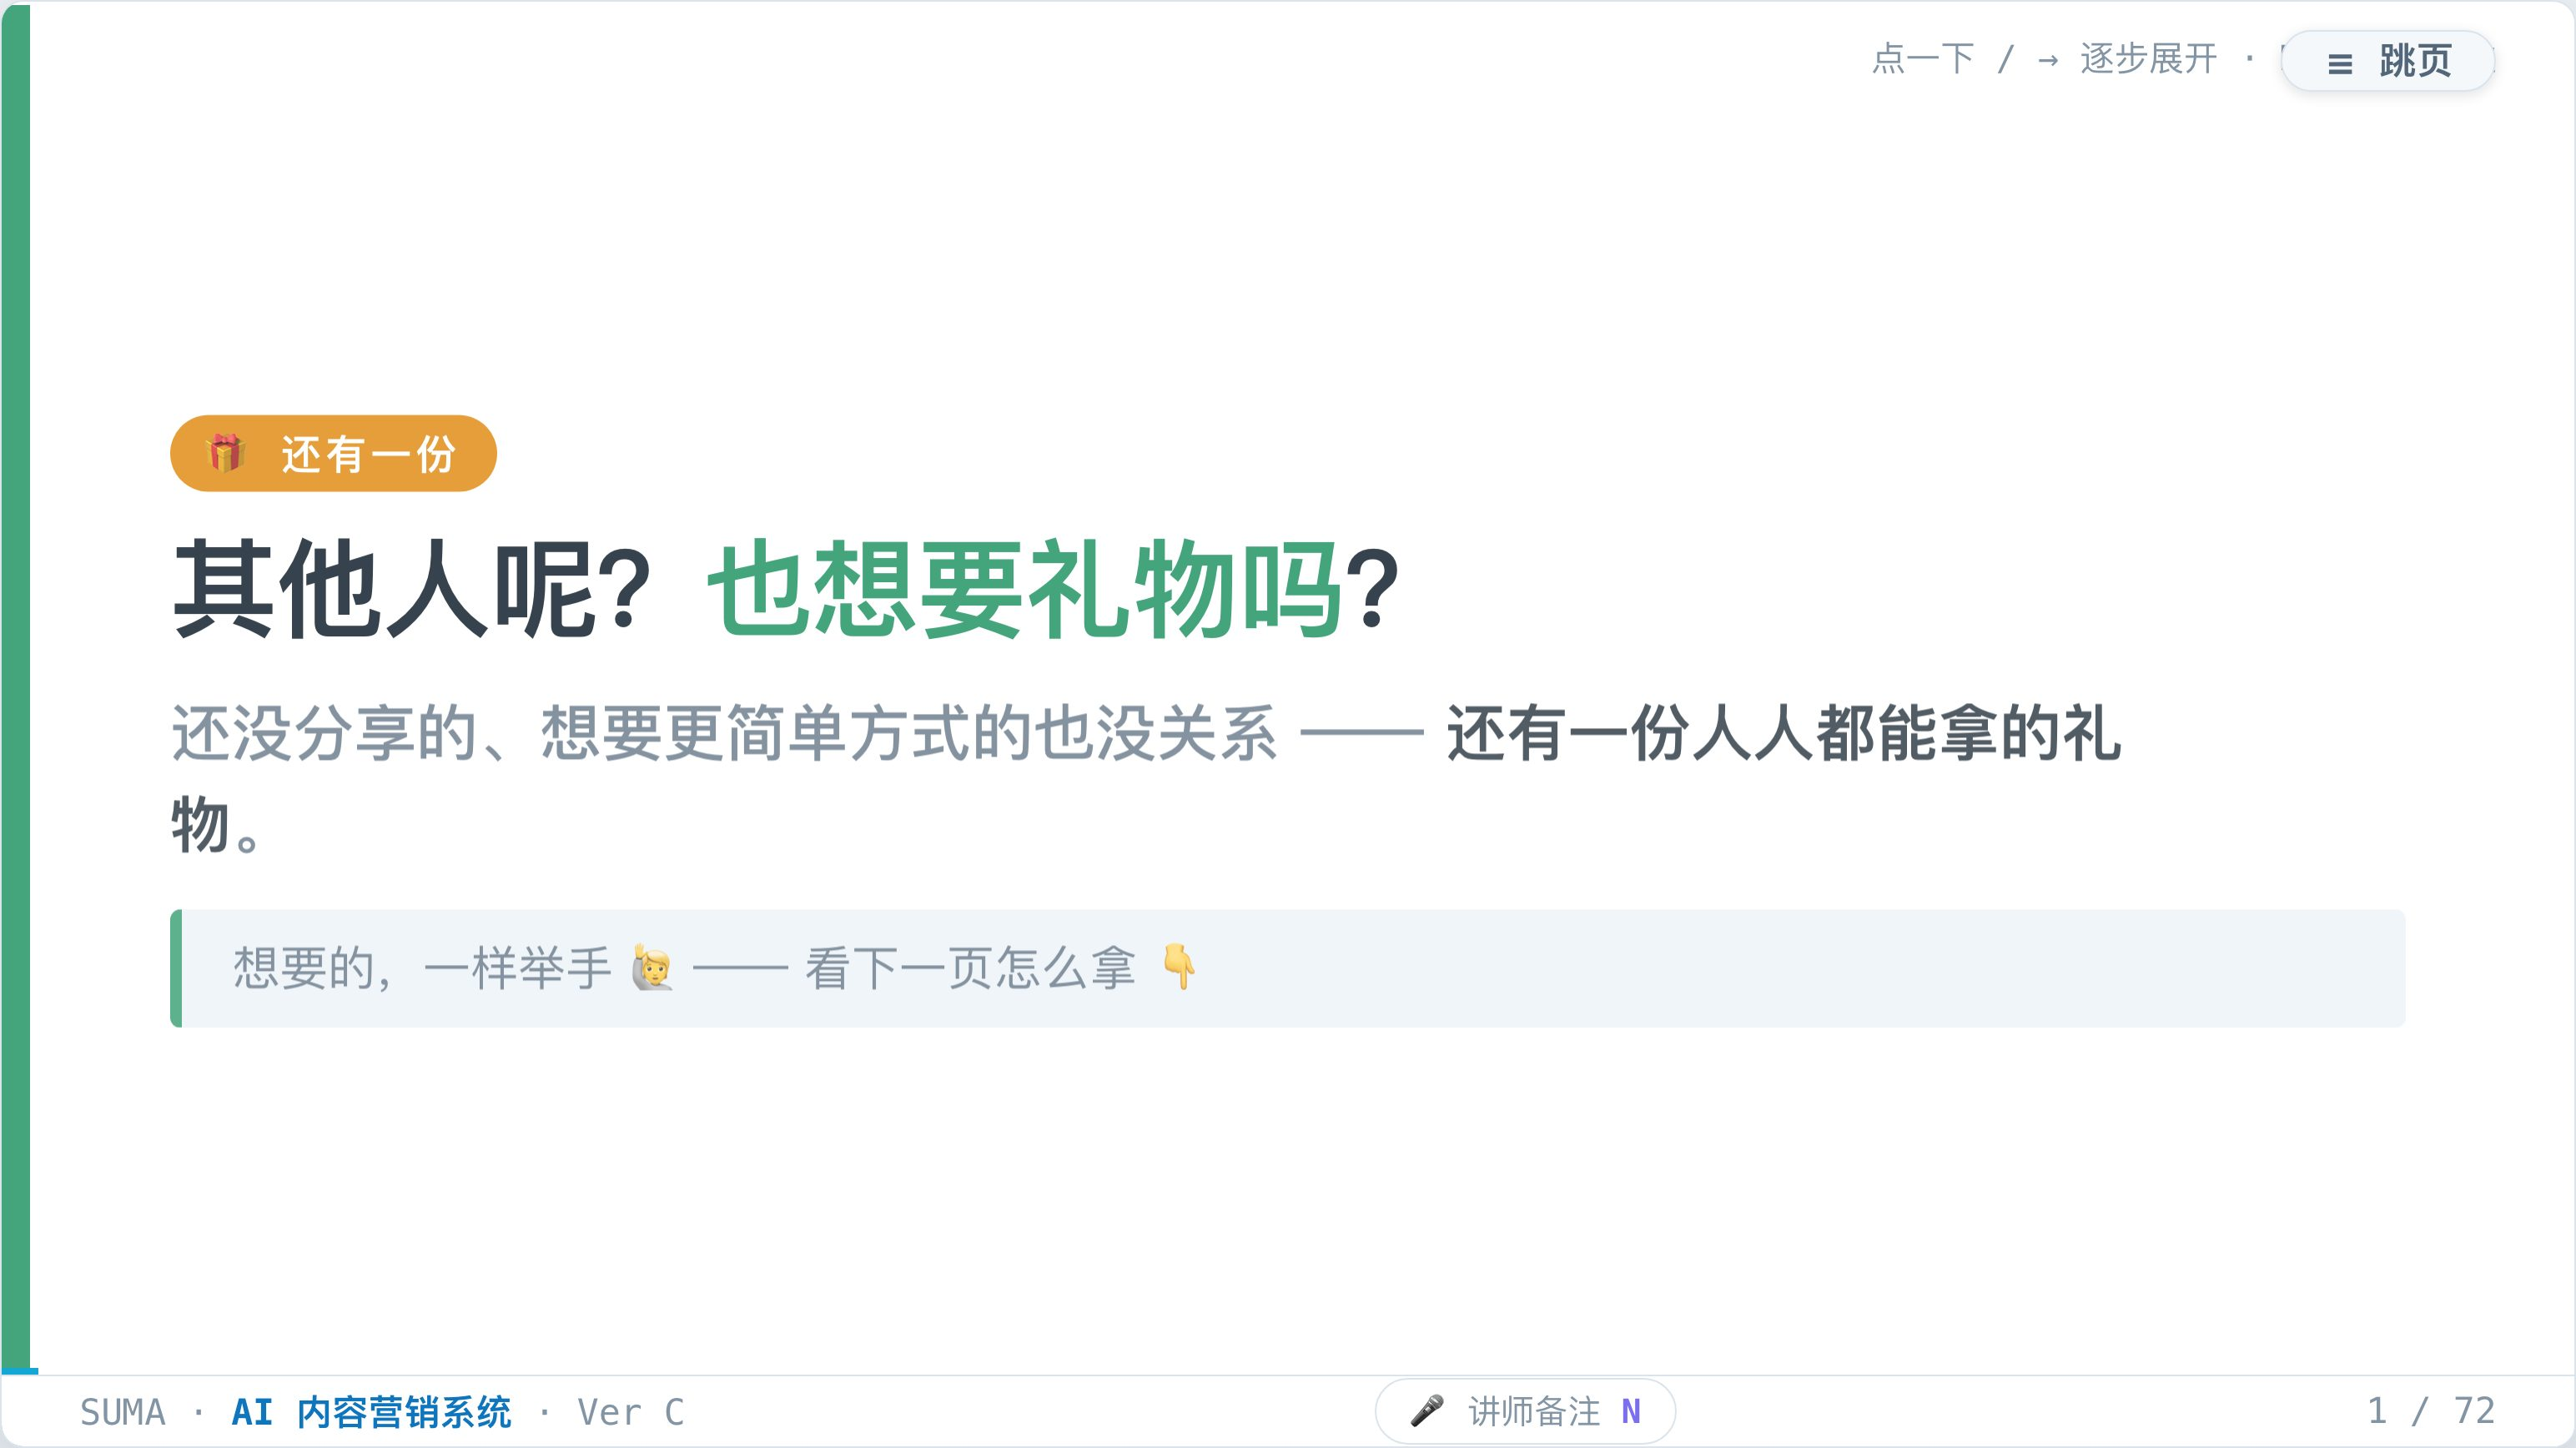 点一下 / → 逐步展开 ·
≡ 跳页
🎁 还有一份
其他人呢? 也想要礼物吗?
还没分享的、想要更简单方式的也没关系 —— 还有一份人人都能拿的礼
物。
想要的，一样举手 🙋 —— 看下一页怎么拿 👇
SUMA · AI 内容营销系统 · Ver C
🎤 讲师备注 N
1 / 72